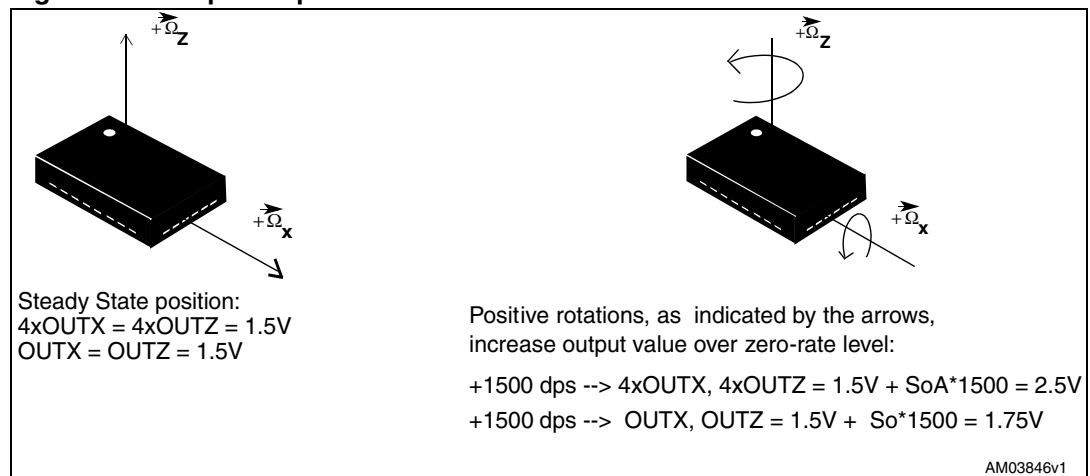 +Ω Z
+Ω x
Steady State position:
4xOUTX = 4xOUTZ = 1.5V
OUTX = OUTZ = 1.5V
+Ω Z
+Ω x
Positive rotations, as indicated by the arrows,
increase output value over zero-rate level:
+1500 dps --> 4xOUTX, 4xOUTZ = 1.5V + SoA*1500 = 2.5V
+1500 dps --> OUTX, OUTZ = 1.5V + So*1500 = 1.75V
AM03846v1